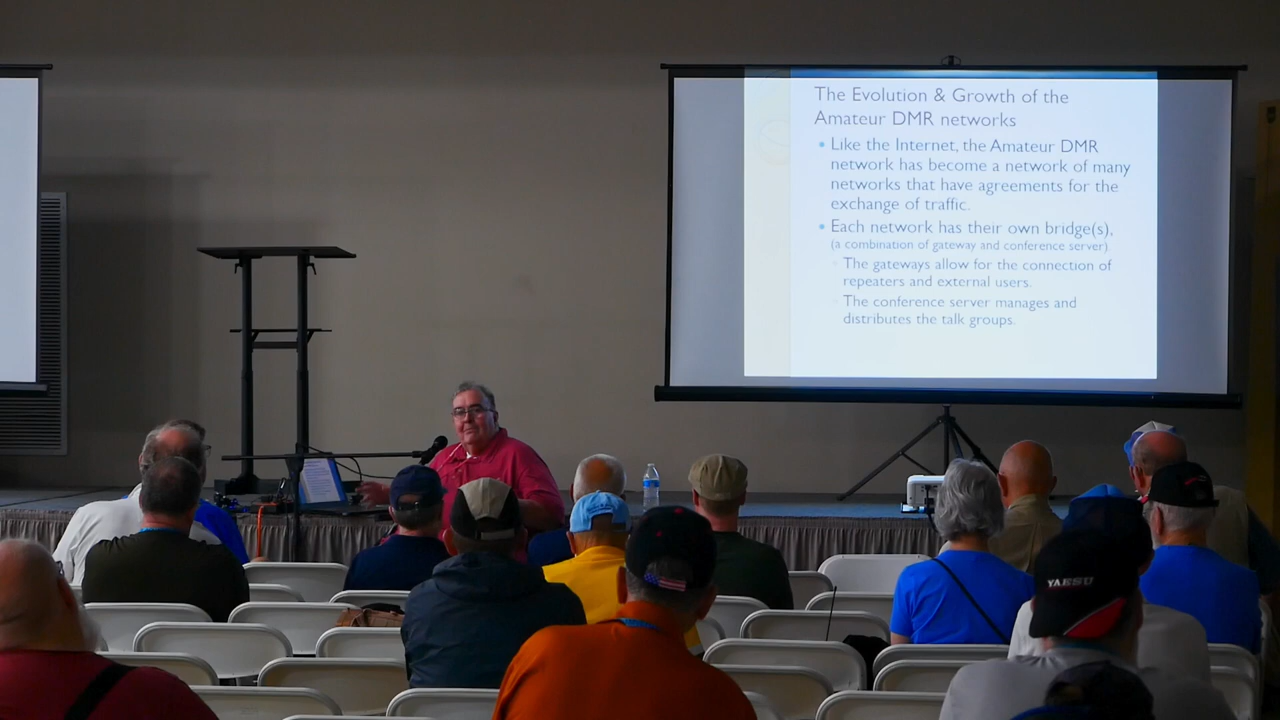 The Evolution & Growth of the
Amateur DMR networks
• Like the Internet, the Amateur DMR
network has become a network of many
networks that have agreements for the
exchange of traffic.
• Each network has their own bridge(s),
(a combination of gateway and conference server).
The gateways allow for the connection of
repeaters and external users.
The conference server manages and
distributes the talk groups.
YAESU